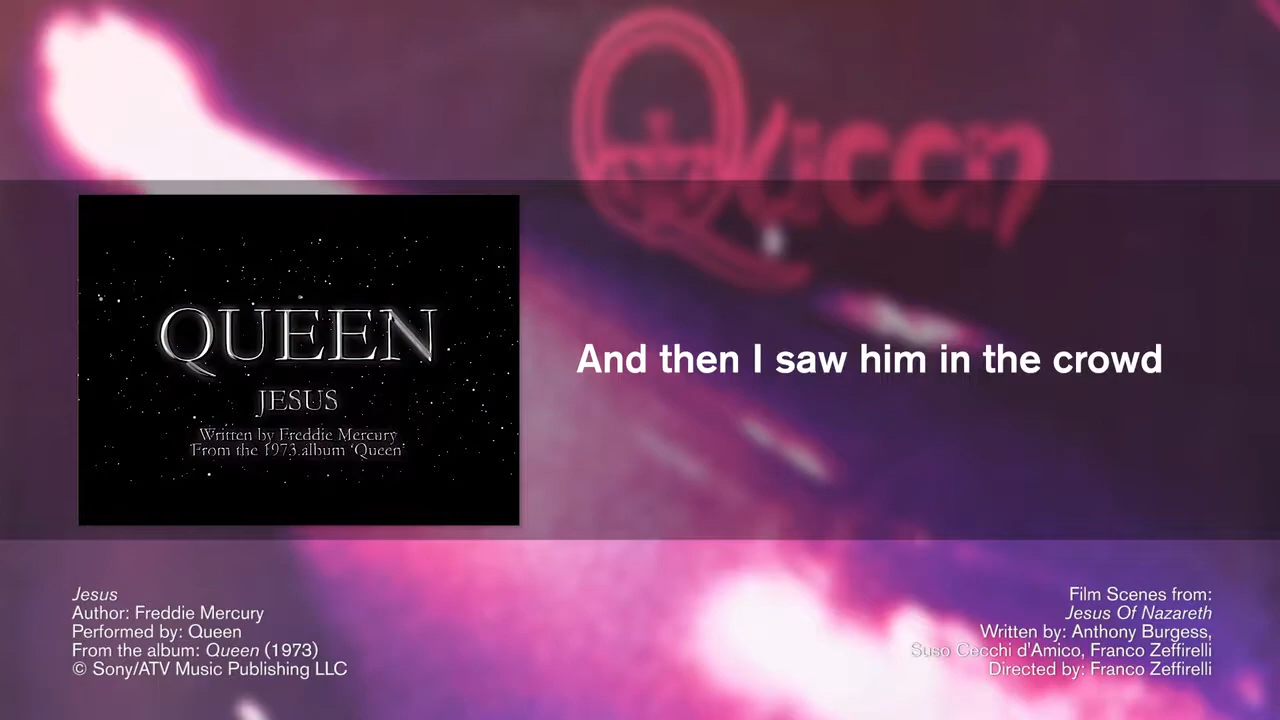 Queen
QUEEN
JESUS
Written by Freddie Mercury
From the 1973 album 'Queen'
And then I saw him in the crowd
Jesus
Author: Freddie Mercury
Performed by: Queen
From the album: Queen (1973)
© Sony/ATV Music Publishing LLC
Film Scenes from:
Jesus Of Nazareth
Written by: Anthony Burgess,
Suso Cecchi d'Amico, Franco Zeffirelli
Directed by: Franco Zeffirelli